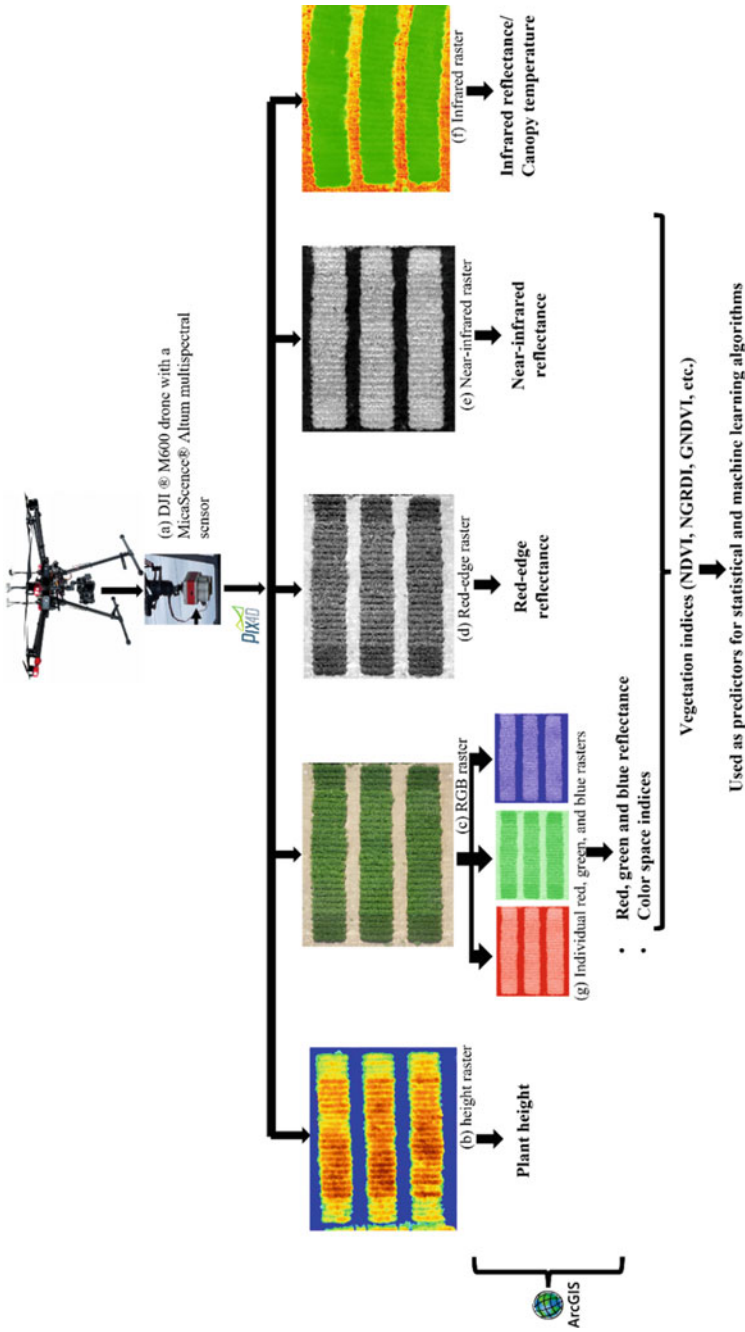 (a) DJI ® M600 drone with a
MicaScence® Altum multispectral
sensor
PIX4D
(b) height raster
(c) RGB raster
(d) Red-edge raster
(e) Near-infrared raster
(f) Infrared raster
Plant height
(g) Individual red, green, and blue rasters
• Red, green and blue reflectance
• Color space indices
Red-edge
reflectance
Near-infrared
reflectance
Infrared reflectance/
Canopy temperature
ArcGIS
Vegetation indices (NDVI, NGRDI, GNDVI, etc.)
Used as predictors for statistical and machine learning algorithms